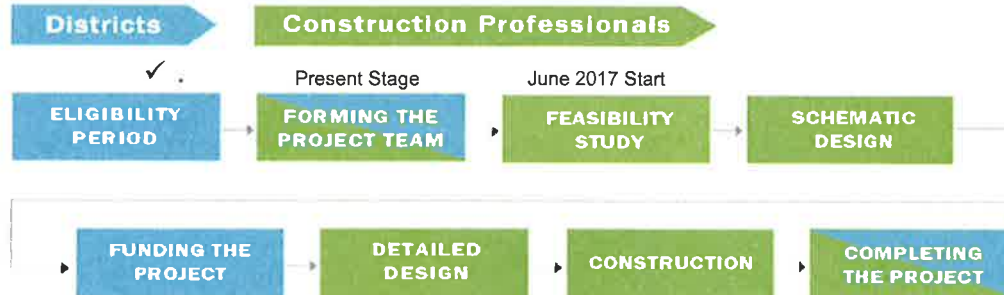 Districts
Construction Professionals
✓ .
Present Stage
June 2017 Start
ELIGIBILITY
PERIOD
FORMING THE
PROJECT TEAM
FEASIBILITY
STUDY
SCHEMATIC
DESIGN
FUNDING THE
PROJECT
DETAILED
DESIGN
CONSTRUCTION
COMPLETING
THE PROJECT